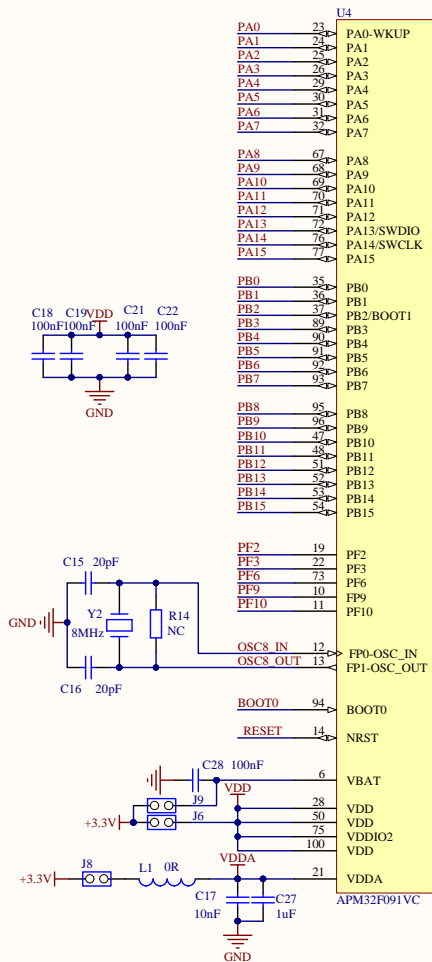 U4
PA0 23 PA0-WKUP
PA1 24 PA1
PA2 25 PA2
PA3 26 PA3
PA4 29 PA4
PA5 30 PA5
PA6 31 PA6
PA7 32 PA7
PA8 67 PA8
PA9 68 PA9
PA10 69 PA10
PA11 70 PA11
PA12 71 PA12
PA13 72 PA13/SWDIO
PA14 76 PA14/SWCLK
PA15 77 PA15
PB0 35 PB0
PB1 36 PB1
PB2 37 PB2/BOOT1
PB3 89 PB3
PB4 90 PB4
PB5 91 PB5
PB6 92 PB6
PB7 93 PB7
C18 C19 VDD C21 C22
100nF 100nF 100nF 100nF
GND
PB8 95 PB8
PB9 96 PB9
PB10 47 PB10
PB11 48 PB11
PB12 51 PB12
PB13 52 PB13
PB14 53 PB14
PB15 54 PB15
PF2 19 PF2
PF3 22 PF3
PF6 73 PF6
PF9 10 FP9
PF10 11 PF10
C15 20pF
GND
Y2
8MHz
R14
NC
C16 20pF
OSC8_IN 12 FP0-OSC_IN
OSC8_OUT 13 FP1-OSC_OUT
BOOT0 94 BOOT0
RESET 14 NRST
C28 100nF 6 VBAT
J9
VDD
+3.3V J6
28 VDD
50 VDD
75 VDDIO2
100 VDD
VDDA
+3.3V J8 L1 0R 21 VDDA
C17 C27
10nF 1uF
GND
APM32F091VC